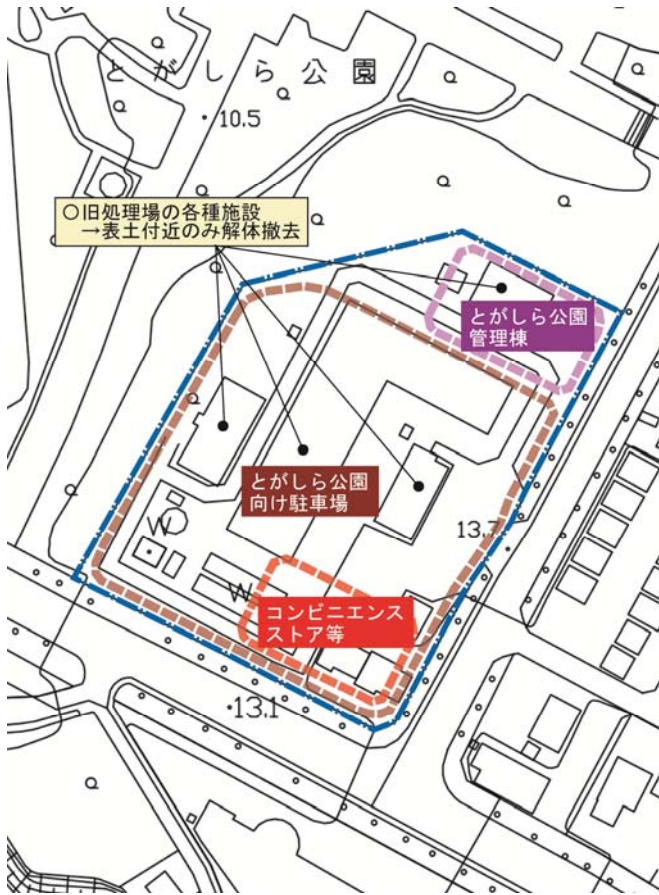 とがしら公園
・10.5
○旧処理場の各種施設
→表土付近のみ解体撤去
とがしら公園
管理棟
とがしら公園
向け駐車場
13.7
W
W
コンビニエンス
ストア等
・13.1